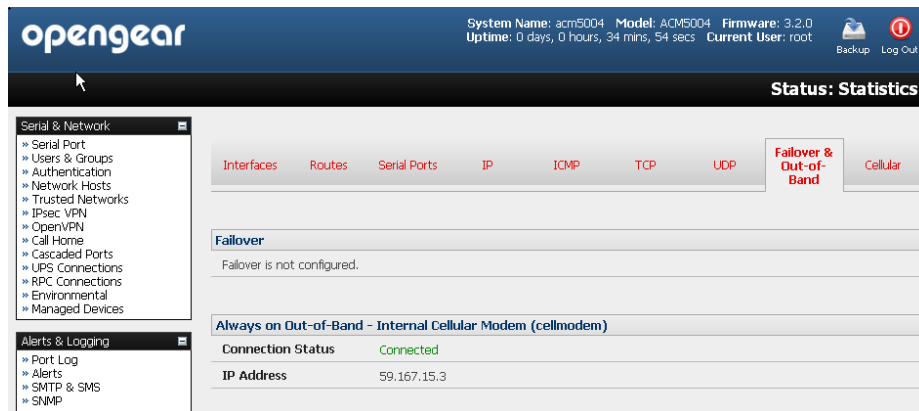 opengear
System Name: acm5004 Model: ACM5004 Firmware: 3.2.0
Uptime: 0 days, 0 hours, 34 mins, 54 secs Current User: root
Backup Log Out
Status: Statistics
Serial & Network
» Serial Port
» Users & Groups
» Authentication
» Network Hosts
» Trusted Networks
» IPsec VPN
» OpenVPN
» Call Home
» Cascaded Ports
» UPS Connections
» RPC Connections
» Environmental
» Managed Devices
Alerts & Logging
» Port Log
» Alerts
» SMTP & SMS
» SNMP
Interfaces Routes Serial Ports IP ICMP TCP UDP Failover & Out-of-Band Cellular
Failover
Failover is not configured.
Always on Out-of-Band - Internal Cellular Modem (cellmodem)
Connection Status Connected
IP Address 59.167.15.3